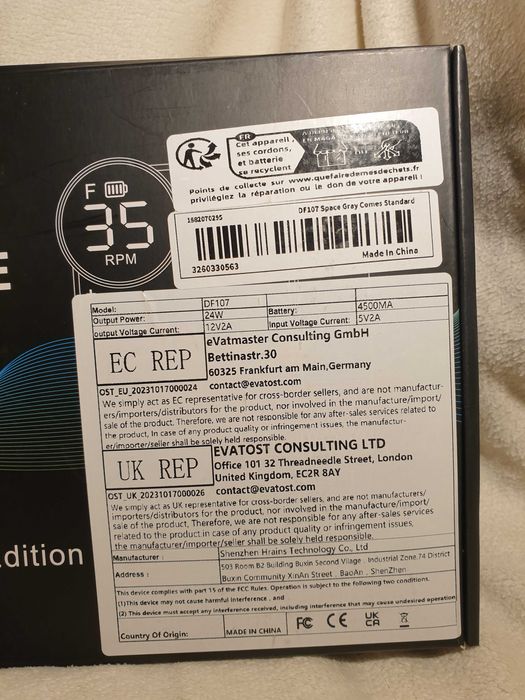 F
35
RPM
E
FR
Cet appareil,
ses cordons,
et batterie
se recyclent
Points de collecte sur www.quefairedemesdechets.fr
privilégiez la réparation ou le don de votre appareil !
1882070295
DF107 Space Gray Comes Standard
3260330563
Made In China
Model: DF107 Battery: 4500MA
Output Power: 24W Input Voltage Current: 5V2A
output Voltage Current: 12V2A
EC REP
eVatmaster Consulting GmbH
Bettinastr.30
60325 Frankfurt am Main,Germany
contact@evatost.com
OST_EU_20231017000024
We simply act as EC representative for cross-border sellers, and are not manufactur-
ers/importers/distributors for the product, nor involved in the manufacture/import/
sale of the product. Therefore, we are not responsible for any after-sales services related to
the product, In case of any product quality or infringement issues, the manufactur-
er/importer/seller shall be solely held responsible.
UK REP
EVATOST CONSULTING LTD
Office 101 32 Threadneedle Street, London
United Kingdom, EC2R 8AY
contact@evatost.com
OST_UK_20231017000026
We simply act as UK representative for cross-border sellers, and are not manufacturers/
importers/distributors for the product, nor involved in the manufacture/import/
sale of the product, Therefore, we are not responsible for any after-sales services
related to the product.in case of any product quality or infringement issues,
the manufacturer/importer/seller shall be solely held responsible.
Manufacturer : Shenzhen Hrains Technology Co., Ltd
Address : 503 Room B2 Building Buxin Second Vilage , Industrial Zone.74 District
Buxin Community XinAn Street , BaoAn , ShenZhen
This device complies with part 15 of the FCC Rules. Operation is subject to the following two conditions.
(1)This device may not cause harmful interference , and
(2) This device must accept any interference received, including interference that may cause undesired operation
Country Of Origin: MADE IN CHINA
FC CE UK
CA
dition